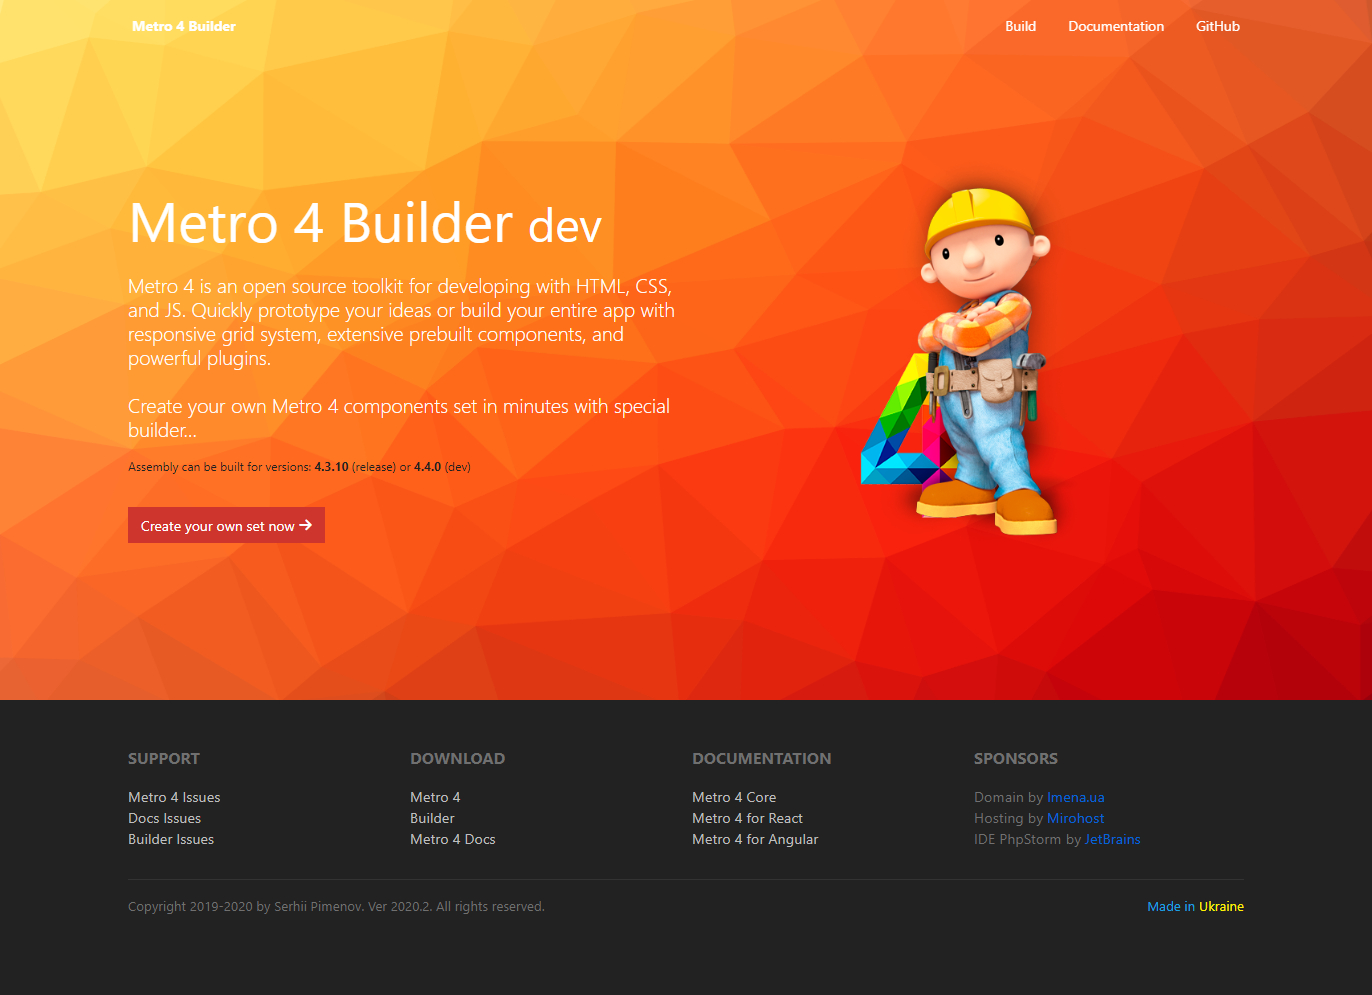 Metro 4 Builder
Build
Documentation
GitHub
Metro 4 Builder dev
Metro 4 is an open source toolkit for developing with HTML, CSS,
and JS. Quickly prototype your ideas or build your entire app with
responsive grid system, extensive prebuilt components, and
powerful plugins.
Create your own Metro 4 components set in minutes with special
builder...
Assembly can be built for versions: 4.3.10 (release) or 4.4.0 (dev)
Create your own set now →
4
SUPPORT
Metro 4 Issues
Docs Issues
Builder Issues
DOWNLOAD
Metro 4
Builder
Metro 4 Docs
DOCUMENTATION
Metro 4 Core
Metro 4 for React
Metro 4 for Angular
SPONSORS
Domain by Imena.ua
Hosting by Mirohost
IDE PhpStorm by JetBrains
Copyright 2019-2020 by Serhii Pimenov. Ver 2020.2. All rights reserved.
Made in Ukraine